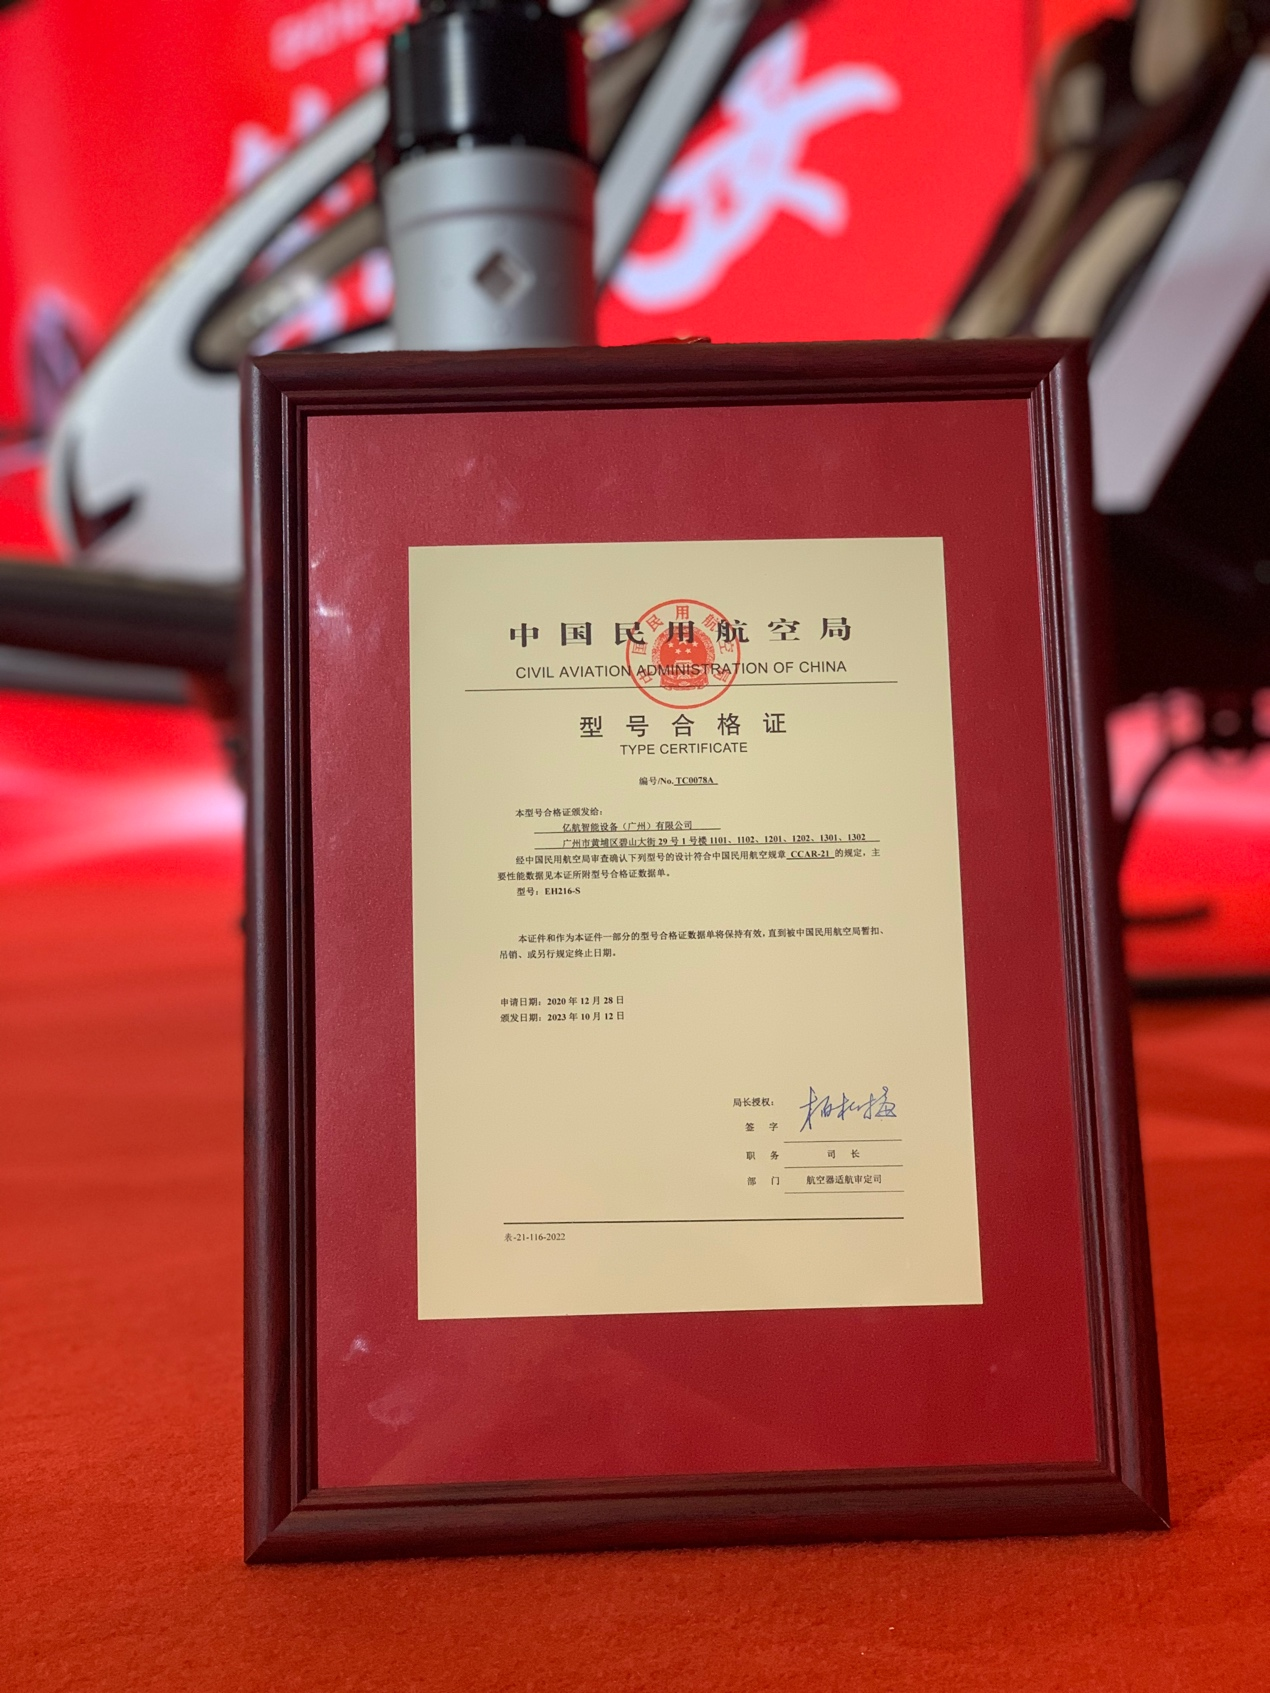 安
中国民用航空局
CIVIL AVIATION ADMINISTRATION OF CHINA
中国民用航空局
型号合格证
TYPE CERTIFICATE
编号/No. TC0078A
本型号合格证颁发给：
亿航智能设备（广州）有限公司
广州市黄埔区碧山大街 29 号 1 号楼 1101、1102、1201、1202、1301、1302
经中国民用航空局审查确认下列型号的设计符合中国民用航空规章 CCAR-21 的规定，主
要性能数据见本证所附型号合格证数据单。
型号：EH216-S
本证件和作为本证件一部分的型号合格证数据单将保持有效，直到被中国民用航空局暂扣、
吊销、或另行规定终止日期。
申请日期：2020 年 12 月 28 日
颁发日期：2023 年 10 月 12 日
局长授权：
签 字
职 务 司 长
部 门 航空器适航审定司
表-21-116-2022